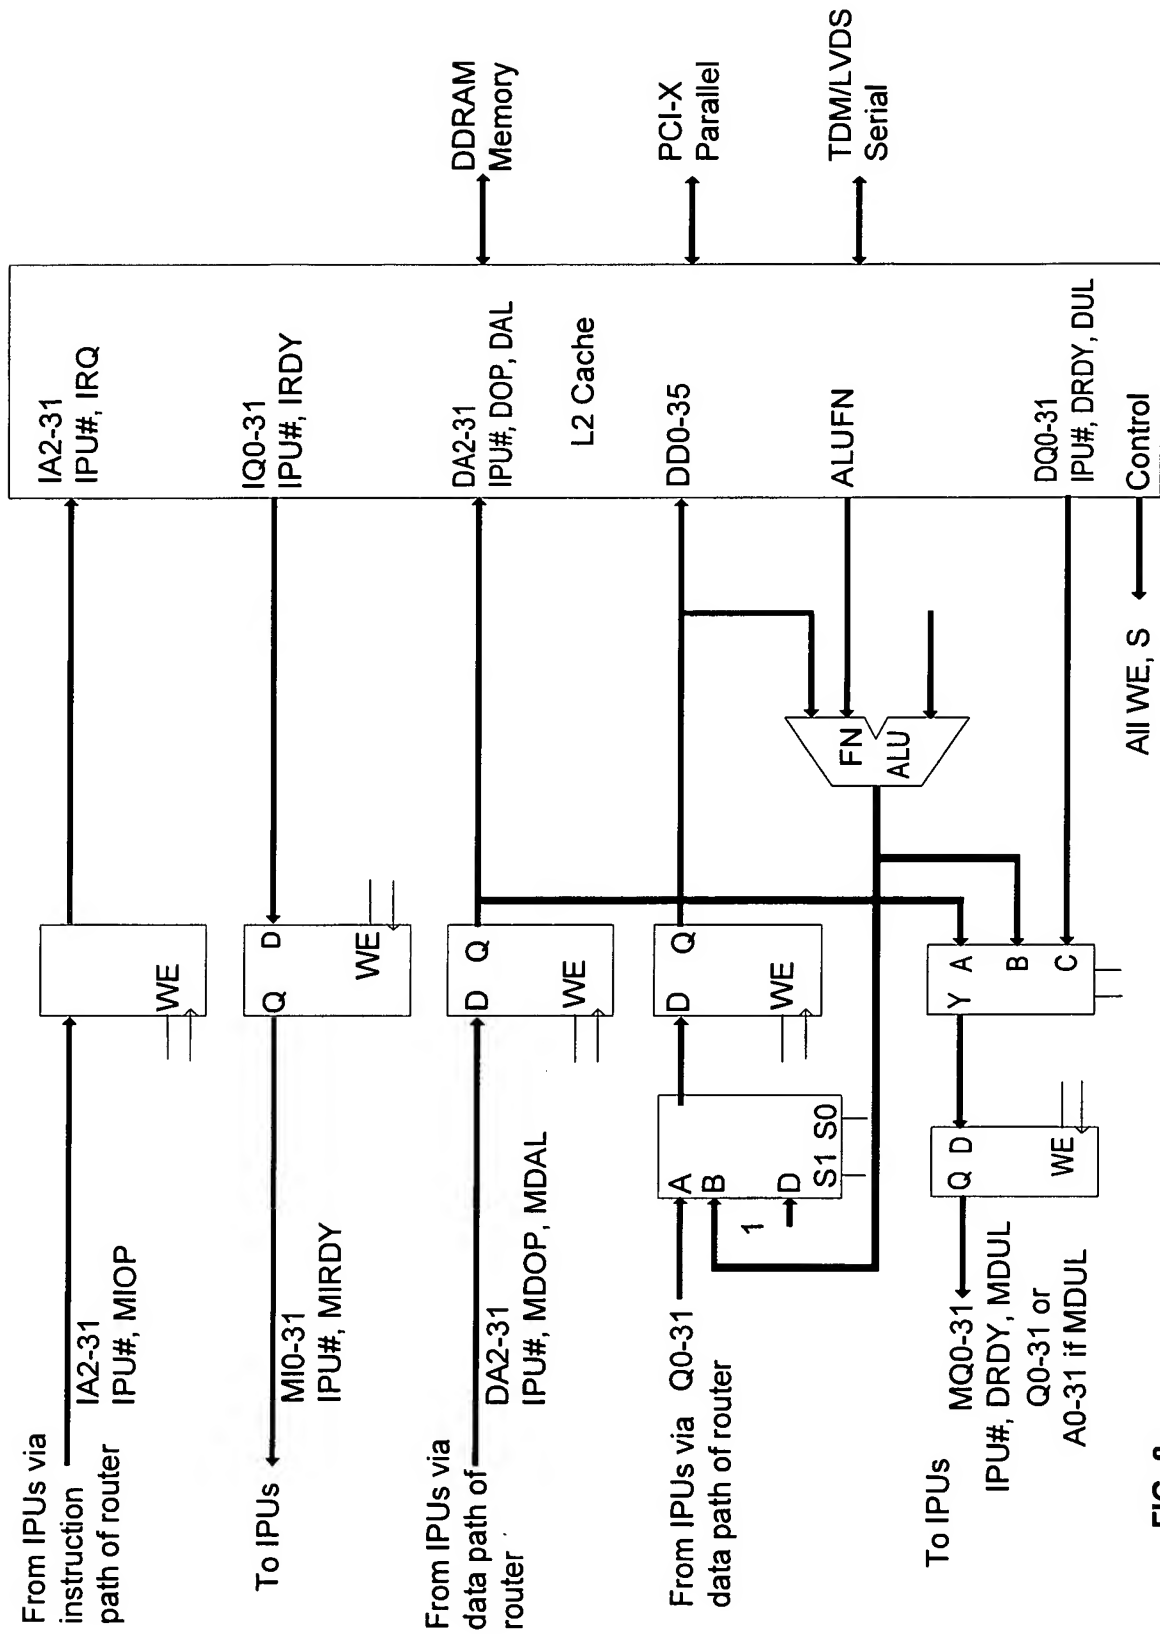 From IPUs via
instruction
path of router
IA2-31
IPU#, MIOP
WE
IA2-31
IPU#, IRQ
To IPUs
MI0-31
IPU#, MIRDY
Q D
WE
IQ0-31
IPU#, IRDY
From IPUs via
data path of
router
DA2-31
IPU#, MDOP, MDAL
D Q
WE
DA2-31
IPU#, DOP, DAL
DDRAM
Memory
L2 Cache
From IPUs via
data path of router
Q0-31
A
B
1
D
S1 S0
D Q
WE
DD0-35
PCI-X
Parallel
FN
ALU
ALUFN
TDM/LVDS
Serial
To IPUs
MQ0-31
IPU#, DRDY, MDUL
Q0-31 or
A0-31 if MDUL
Q D
WE
Y A
B
C
DQ0-31
IPU#, DRDY, DUL
All WE, S
Control